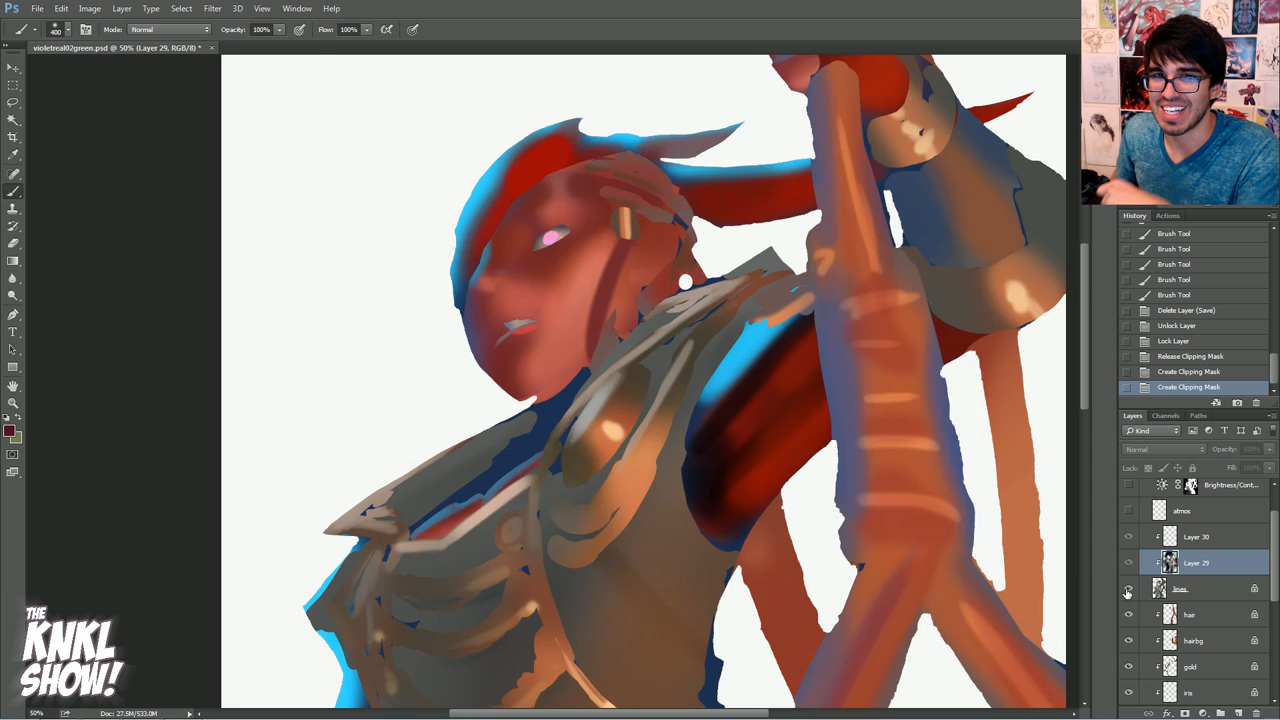 Ps File Edit Image Layer Type Select Filter 3D View Window Help
400 Mode: Normal Opacity: 100% Flow: 100%
violetreal02green.psd @ 50% (Layer 29, RGB/8) *
History Actions
Brush Tool
Brush Tool
Brush Tool
Brush Tool
Brush Tool
Delete Layer (Save)
Unlock Layer
Lock Layer
Release Clipping Mask
Create Clipping Mask
Create Clipping Mask
Layers Channels Paths
Kind
Normal Opacity: 100%
Lock: Fill: 100%
Brightness/Cont...
atmos
Layer 30
Layer 29
lines
hair
hairbg
gold
iris
THE
KNKL
SHOW!
50% Doc: 27.5M/533.0M